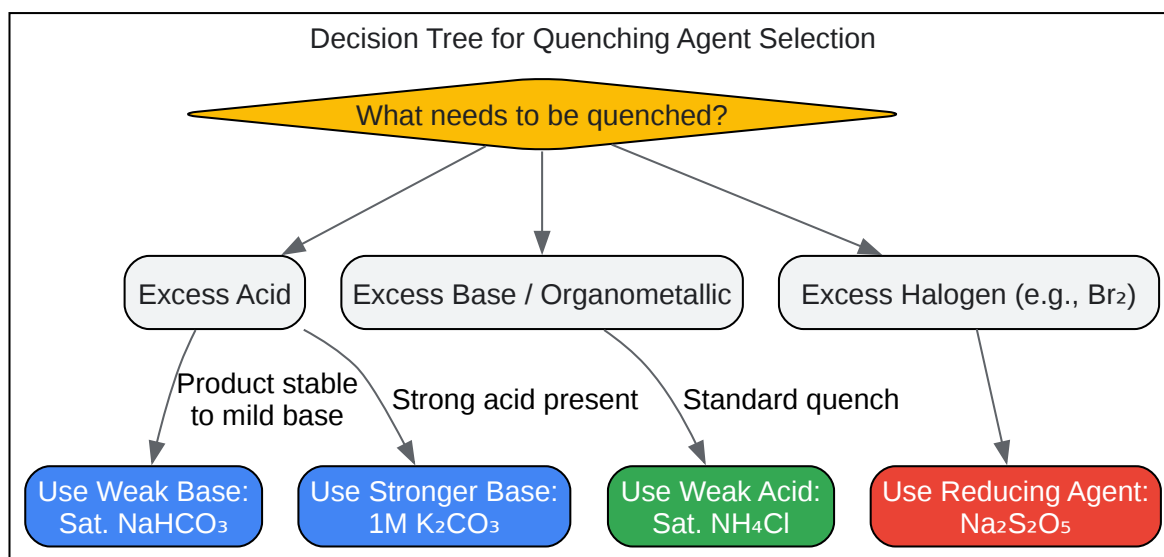 Decision Tree for Quenching Agent Selection
What needs to be quenched?
Excess Acid
Excess Base / Organometallic
Excess Halogen (e.g., Br₂)
Product stable
to mild base
Strong acid present
Standard quench
Use Weak Base:
Sat. NaHCO₃
Use Stronger Base:
1M K₂CO₃
Use Weak Acid:
Sat. NH₄Cl
Use Reducing Agent:
Na₂S₂O₅